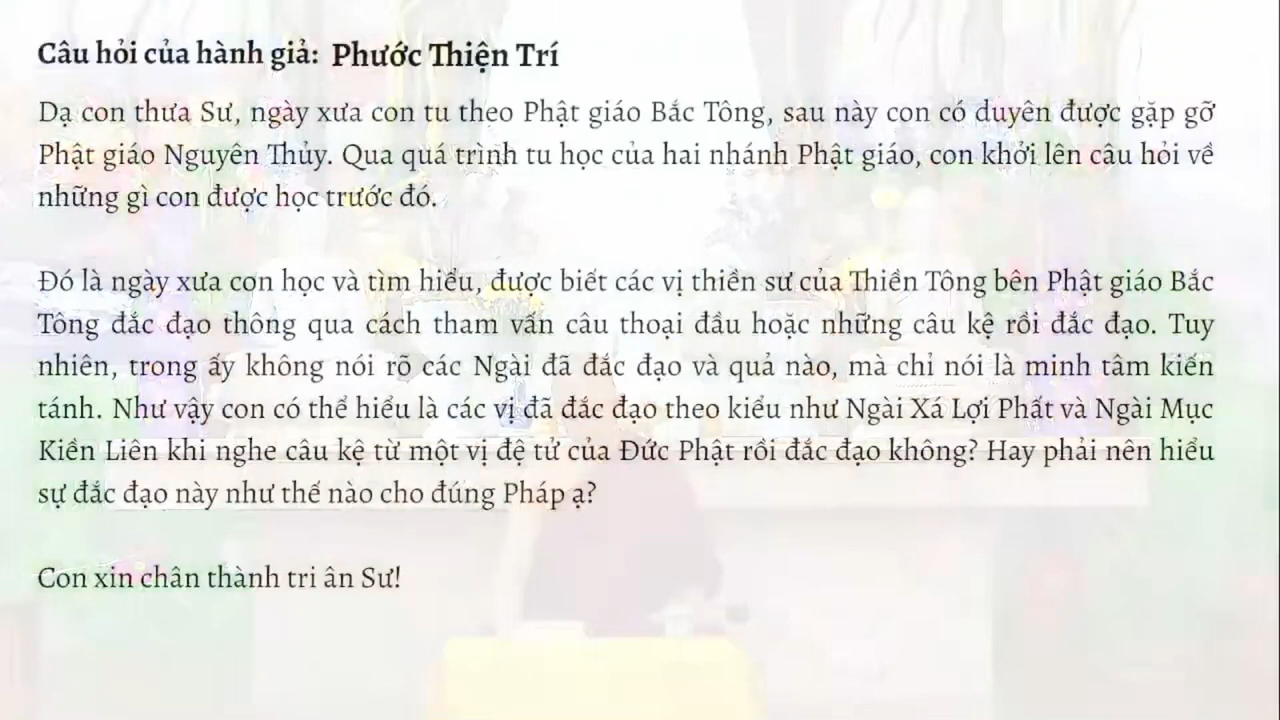 Câu hỏi của hành giả: Phước Thiện Trí
Dạ con thưa Sư, ngày xưa con tu theo Phật giáo Bắc Tông, sau này con có duyên được gặp gỡ
Phật giáo Nguyên Thủy. Qua quá trình tu học của hai nhánh Phật giáo, con khởi lên câu hỏi về
những gì con được học trước đó.
Đó là ngày xưa con học và tìm hiểu, được biết các vị thiền sư của Thiền Tông bên Phật giáo Bắc
Tông đắc đạo thông qua cách tham vấn câu thoại đầu hoặc những câu kệ rồi đắc đạo. Tuy
nhiên, trong ấy không nói rõ các Ngài đã đắc đạo và quả nào, mà chỉ nói là minh tâm kiến
tánh. Như vậy con có thể hiểu là các vị đã đắc đạo theo kiểu như Ngài Xá Lợi Phất và Ngài Mục
Kiền Liên khi nghe câu kệ từ một vị đệ tử của Đức Phật rồi đắc đạo không? Hay phải nên hiểu
sự đắc đạo này như thế nào cho đúng Pháp ạ?
Con xin chân thành tri ân Sư!